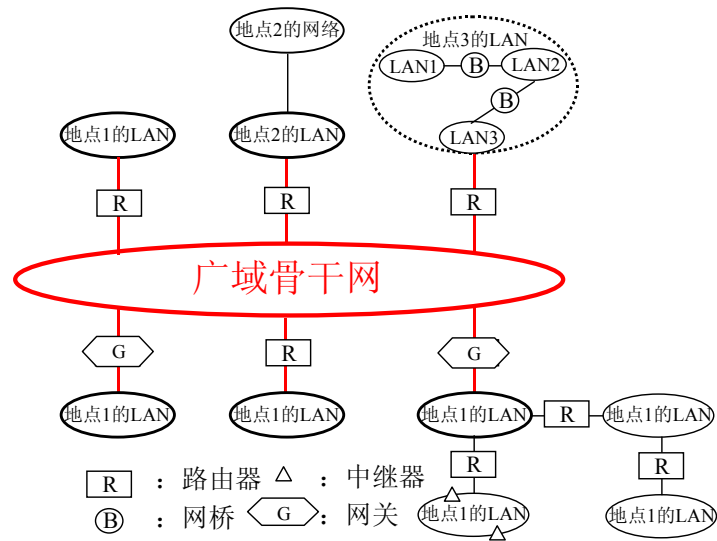 地点2的网络
地点3的LAN
LAN1
B
LAN2
B
地点1的LAN
地点2的LAN
LAN3
R
R
R
广域骨干网
G
R
G
地点1的LAN
地点1的LAN
地点1的LAN
R
地点1的LAN
R
R
R ：路由器
：中继器
地点1的LAN
地点1的LAN
B ：网桥
G ：网关